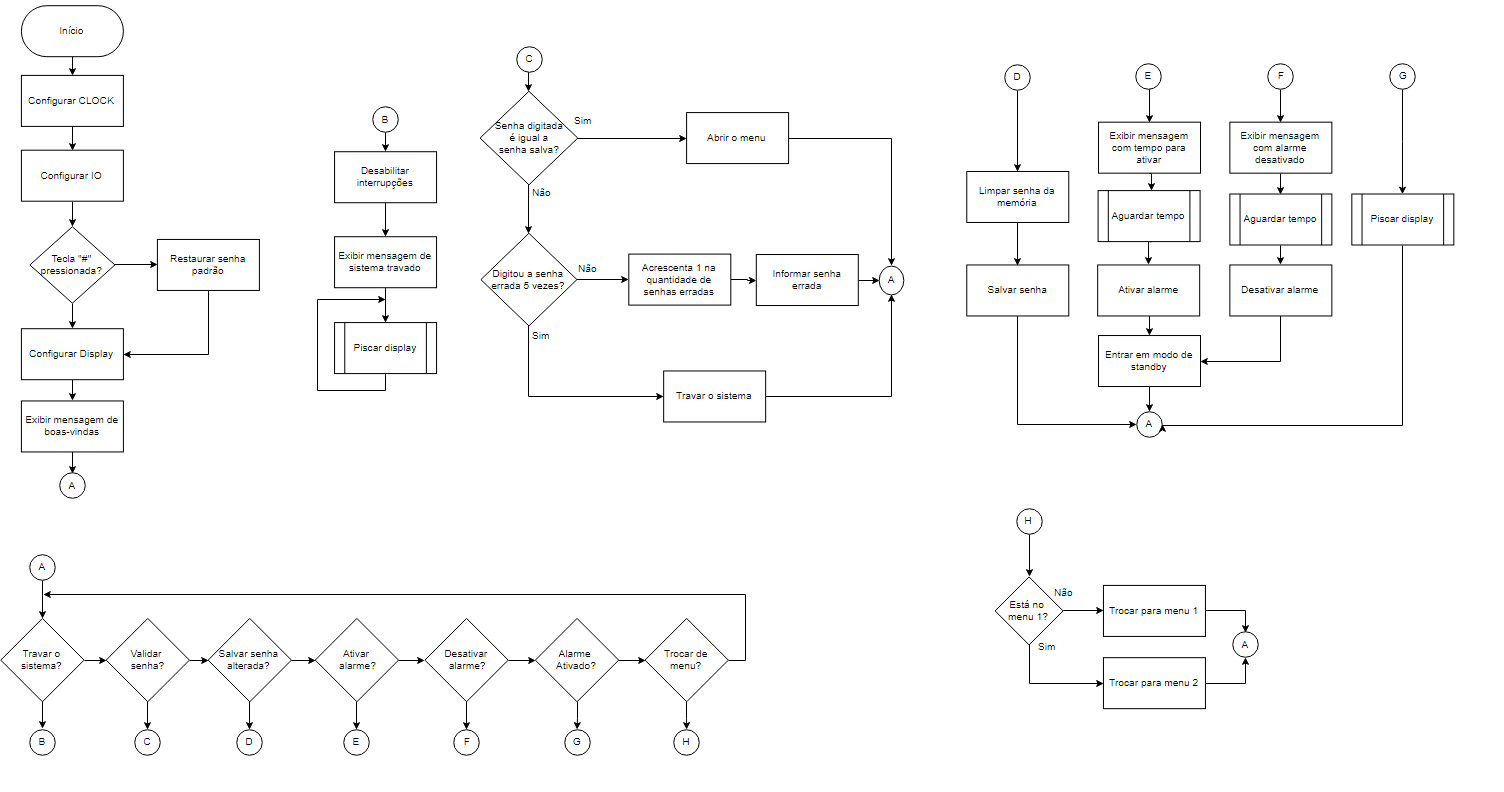 Início
Configurar CLOCK
Configurar IO
Tecla "#"
pressionada?
Restaurar senha
padrão
Configurar Display
Exibir mensagem de
boas-vindas
A
B
Desabilitar
interrupções
Exibir mensagem de
sistema travado
Piscar display
C
Senha digitada
é igual a
senha salva?
Sim
Abrir o menu
Não
Digitou a senha
errada 5 vezes?
Não
Acrescenta 1 na
quantidade de
senhas erradas
Informar senha
errada
A
Sim
Travar o sistema
D
Limpar senha da
memória
Salvar senha
E
Exibir mensagem
com tempo para
ativar
Aguardar tempo
Ativar alarme
Entrar em modo de
standby
A
F
Exibir mensagem
com alarme
desativado
Aguardar tempo
Desativar alarme
G
Piscar display
A
Travar o
sistema?
Validar
senha?
Salvar senha
alterada?
Ativar
alarme?
Desativar
alarme?
Alarme
Ativado?
Trocar de
menu?
B
C
D
E
F
G
H
H
Está no
menu 1?
Não
Trocar para menu 1
Sim
Trocar para menu 2
A